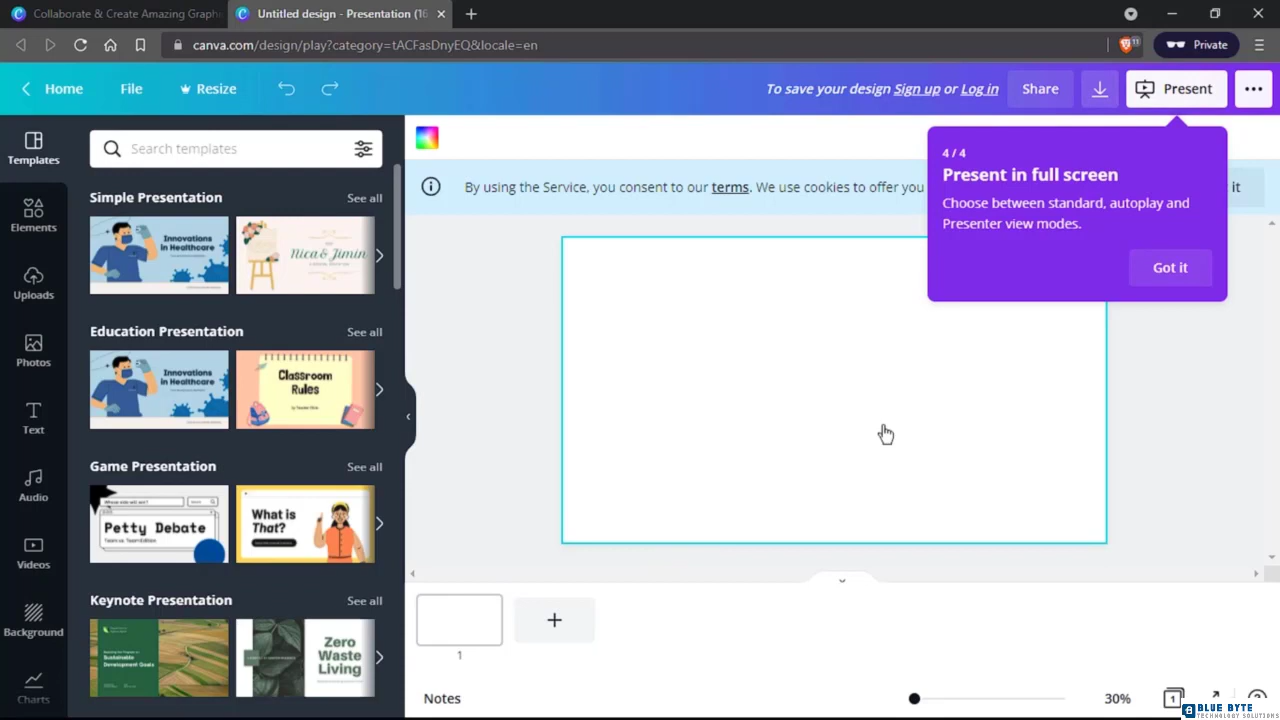 Collaborate & Create Amazing Graph
Untitled design - Presentation (16
canva.com/design/play?category=tACFasDnyEQ&locale=en
11
Private
Home
File
Resize
To save your design Sign up or Log in
Share
Present
Templates
Elements
Uploads
Photos
Text
Audio
Videos
Background
Charts
Search templates
Simple Presentation
See all
Innovations
in Healthcare
Nica & Jimin
Education Presentation
See all
Innovations
in Healthcare
Classroom
Rules
Game Presentation
See all
Petty Debate
What is
That?
Keynote Presentation
See all
Sustainable
Development Goals
Zero
Waste
Living
By using the Service, you consent to our terms. We use cookies to offer you
it
4 / 4
Present in full screen
Choose between standard, autoplay and
Presenter view modes.
Got it
1
Notes
30%
1
BLUE BYTE
TECHNOLOGY SOLUTIONS